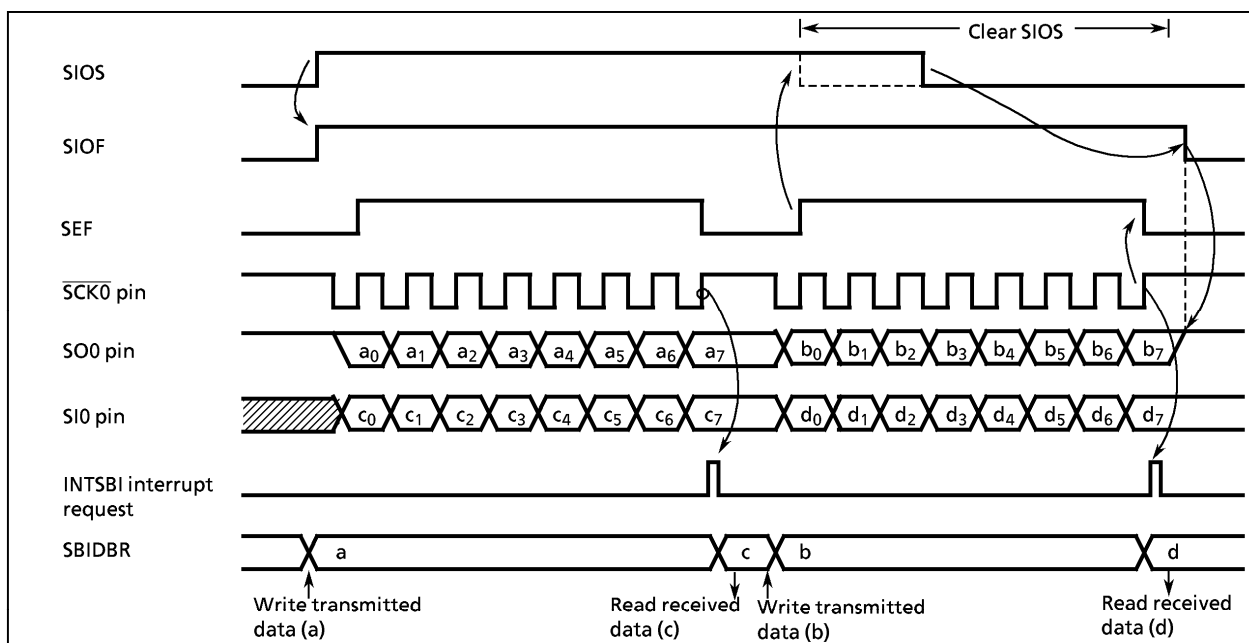 Clear SIOS
SIOS
SIOF
SEF
SCK0 pin
SO0 pin a0 a1 a2 a3 a4 a5 a6 a7 b0 b1 b2 b3 b4 b5 b6 b7
SI0 pin c0 c1 c2 c3 c4 c5 c6 c7 d0 d1 d2 d3 d4 d5 d6 d7
INTSBI interrupt
request
SBIDBR a c b d
Write transmitted
data (a)
Read received
data (c)
Write transmitted
data (b)
Read received
data (d)